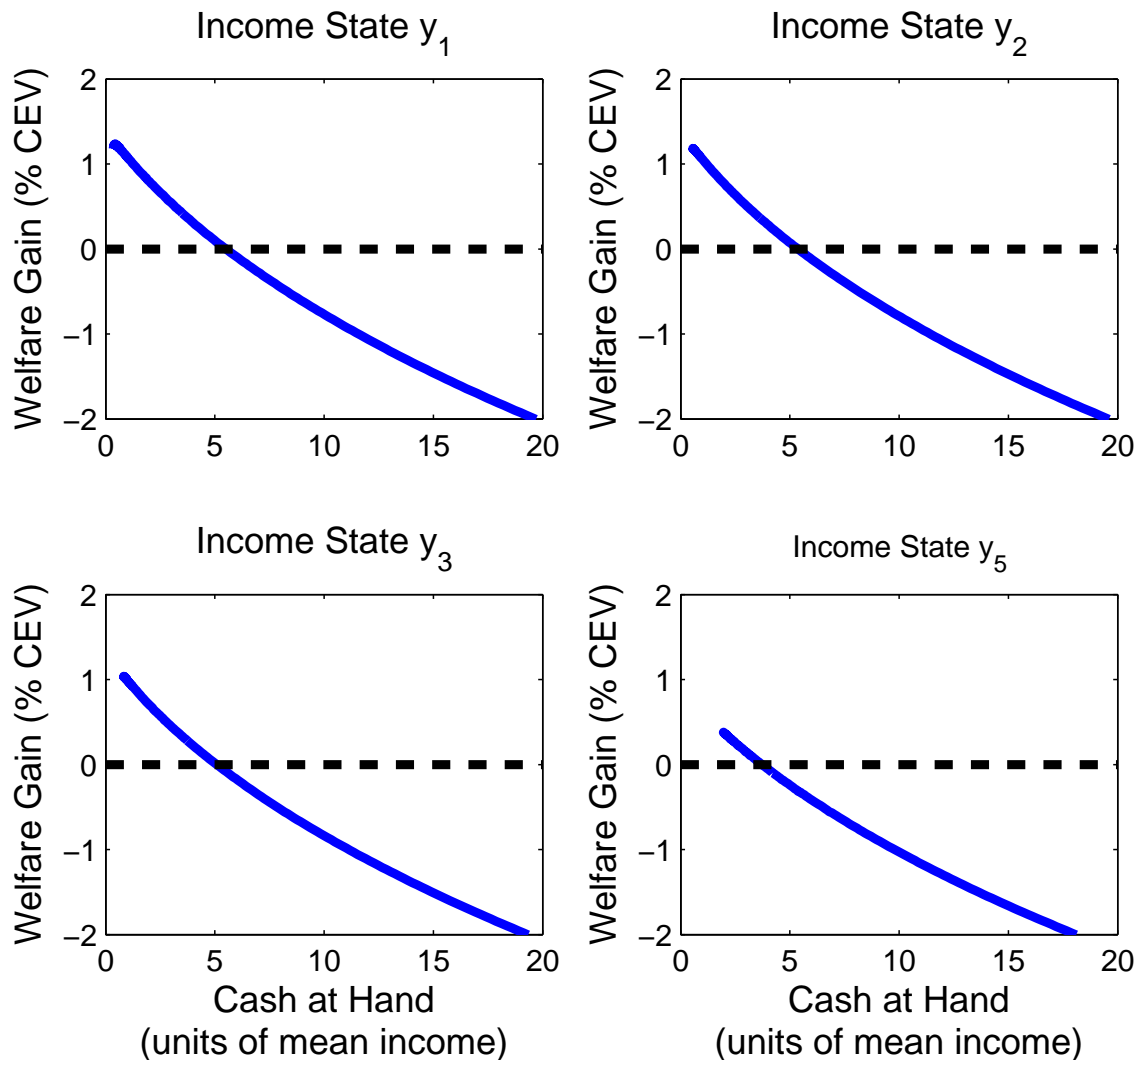 Income State y1
Income State y2
Welfare Gain (% CEV)
2
1
0
−1
−2
0 5 10 15 20
Welfare Gain (% CEV)
2
1
0
−1
−2
0 5 10 15 20
Income State y3
Income State y5
Welfare Gain (% CEV)
2
1
0
−1
−2
0 5 10 15 20
Cash at Hand
(units of mean income)
Welfare Gain (% CEV)
2
1
0
−1
−2
0 5 10 15 20
Cash at Hand
(units of mean income)